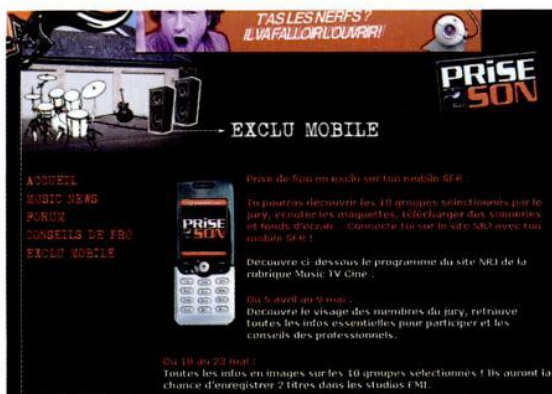 T'AS LES NERFS ?
IL VA FALLOIR L'OUVRIR!
PRISE
DE SON
EXCLU MOBILE
ACCUEIL
MUSIC NEWS
FORUM
CONSEILS DE PRO
EXCLU MOBILE
PRISE
SON
Prise de Son en exclu sur ton mobile SFR :
Tu pourras découvrir les 10 groupes sélectionnés par le
jury, écouter les maquettes, télécharger des sonneries
et fonds d'écran... Connecte toi sur le site NRJ avec ton
mobile SFR !
Découvre ci-dessous le programme du site NRJ de la
rubrique Music TV Ciné :
Du 5 avril au 9 mai :
Découvre le visage des membres du jury, retrouve
toutes les infos essentielles pour participer et les
conseils des professionnels.
Du 10 au 23 mai :
Toutes les infos en images sur les 10 groupes sélectionnés ! Ils auront la
chance d'enregistrer 2 titres dans les studios EMI.